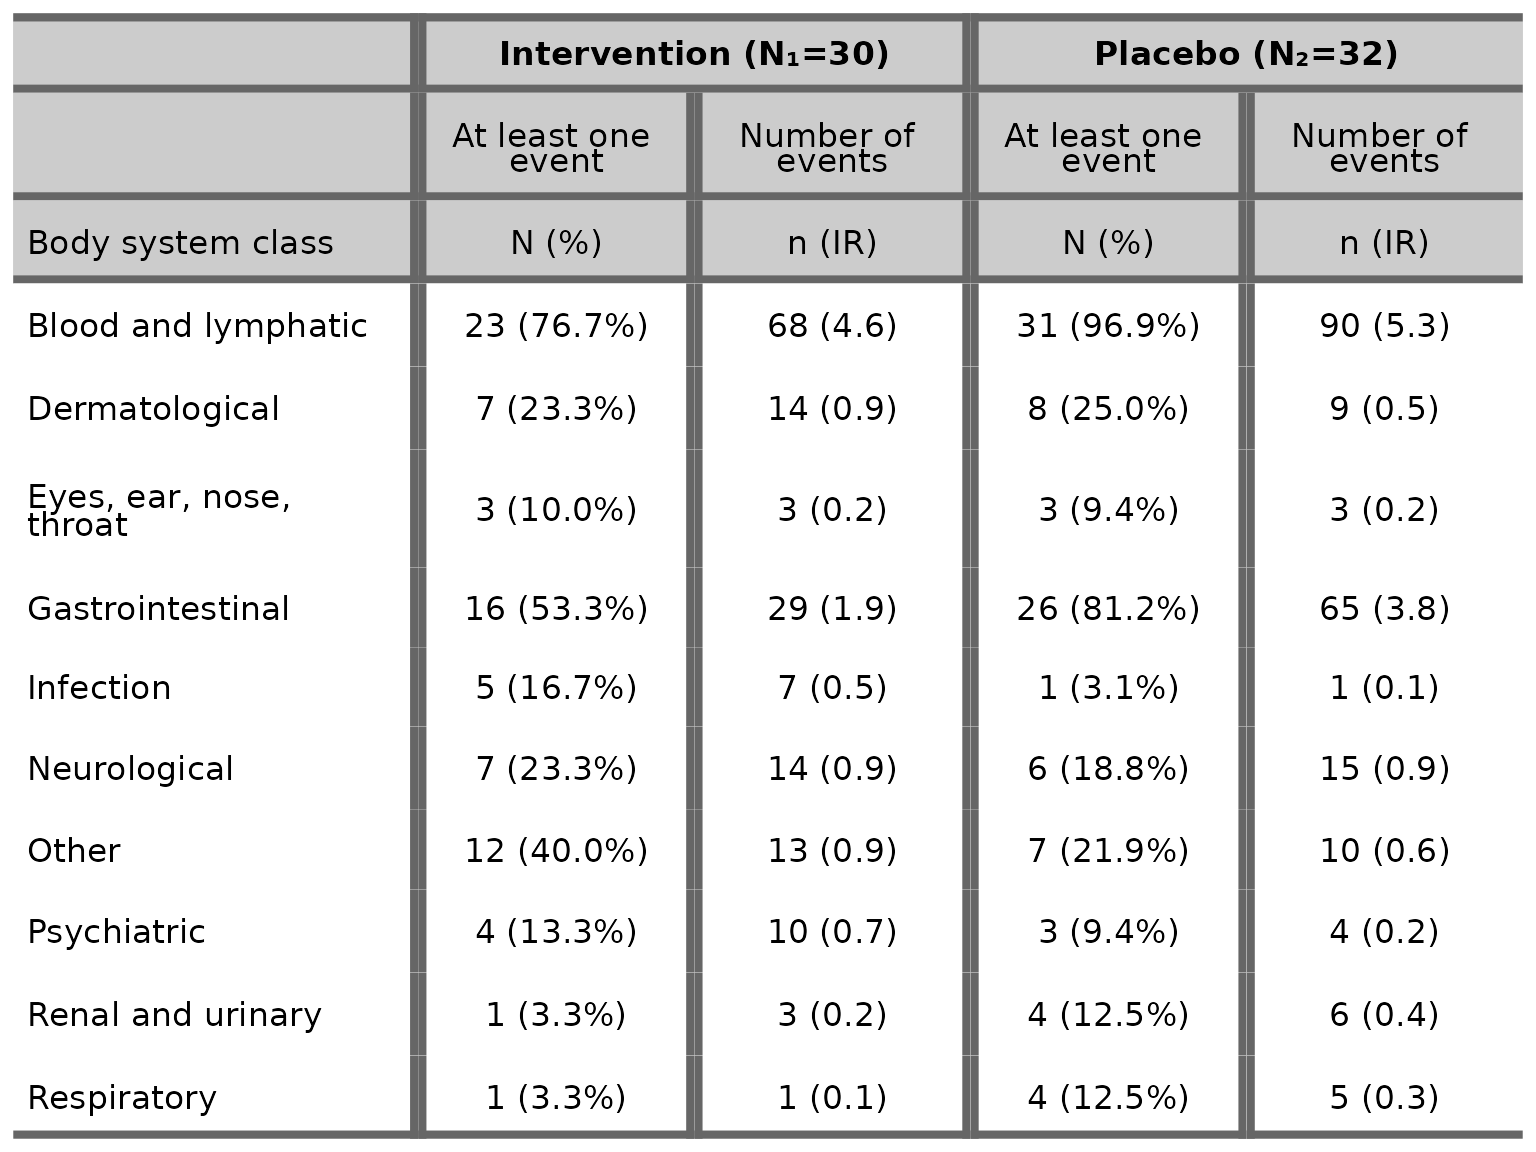 Intervention (N₁=30) Placebo (N₂=32)
At least one event Number of events At least one event Number of events
Body system class N (%) n (IR) N (%) n (IR)
Blood and lymphatic 23 (76.7%) 68 (4.6) 31 (96.9%) 90 (5.3)
Dermatological 7 (23.3%) 14 (0.9) 8 (25.0%) 9 (0.5)
Eyes, ear, nose, throat 3 (10.0%) 3 (0.2) 3 (9.4%) 3 (0.2)
Gastrointestinal 16 (53.3%) 29 (1.9) 26 (81.2%) 65 (3.8)
Infection 5 (16.7%) 7 (0.5) 1 (3.1%) 1 (0.1)
Neurological 7 (23.3%) 14 (0.9) 6 (18.8%) 15 (0.9)
Other 12 (40.0%) 13 (0.9) 7 (21.9%) 10 (0.6)
Psychiatric 4 (13.3%) 10 (0.7) 3 (9.4%) 4 (0.2)
Renal and urinary 1 (3.3%) 3 (0.2) 4 (12.5%) 6 (0.4)
Respiratory 1 (3.3%) 1 (0.1) 4 (12.5%) 5 (0.3)